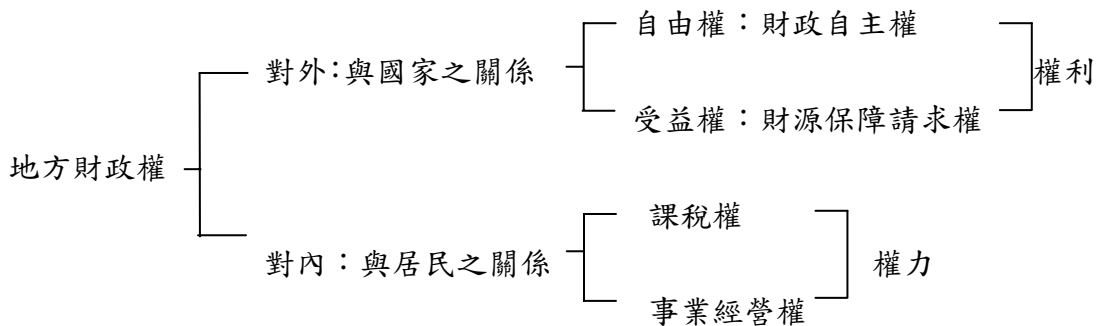 自由權：財政自主權
對外：與國家之關係
權利
受益權：財源保障請求權
地方財政權
課稅權
對內：與居民之關係
權力
事業經營權